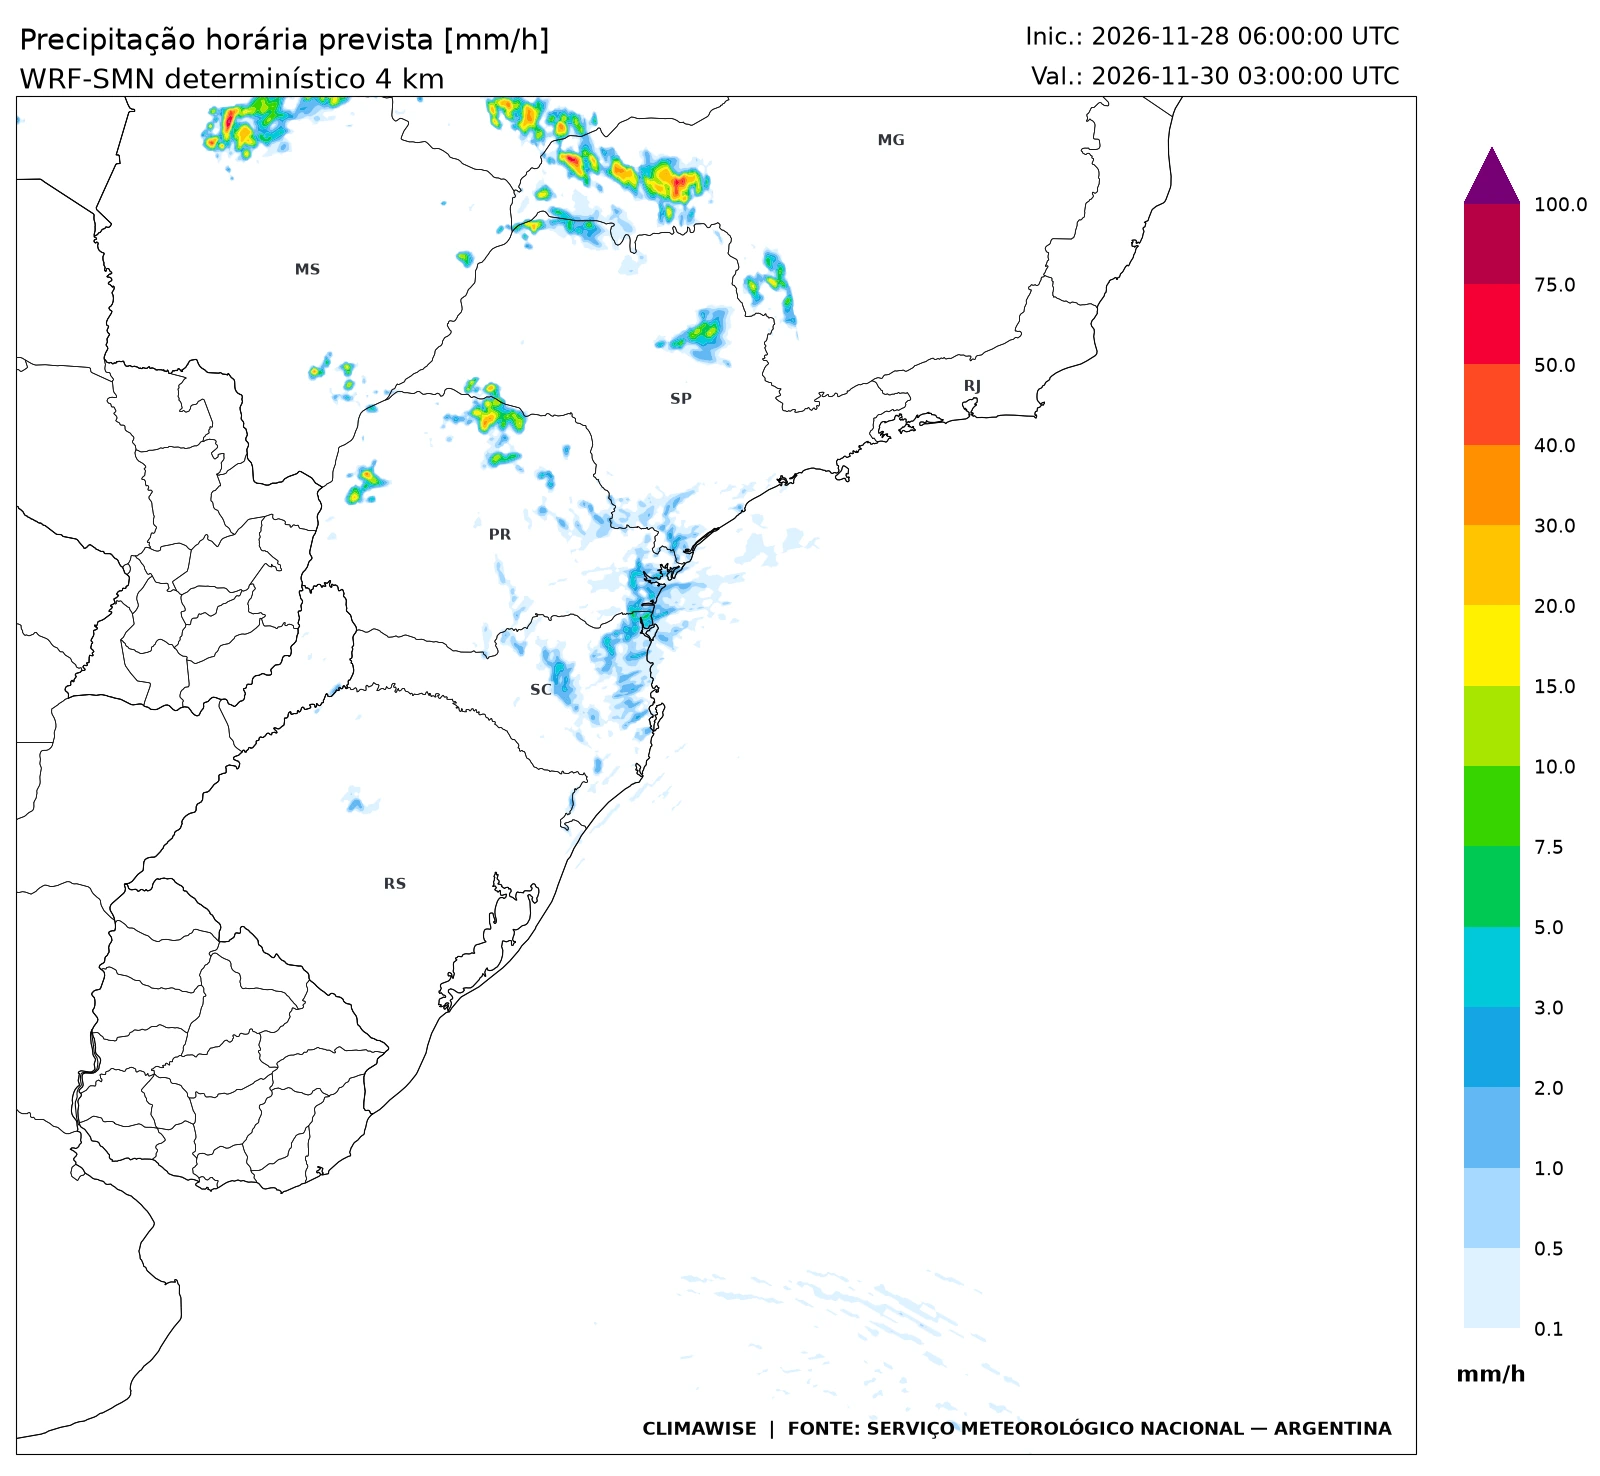 Precipitação horária prevista [mm/h]
WRF-SMN determinístico 4 km
Inic.: 2026-11-28 06:00:00 UTC
Val.: 2026-11-30 03:00:00 UTC
MG
MS
RJ
SP
PR
SC
RS
100.0
75.0
50.0
40.0
30.0
20.0
15.0
10.0
7.5
5.0
3.0
2.0
1.0
0.5
0.1
mm/h
CLIMAWISE | FONTE: SERVIÇO METEOROLÓGICO NACIONAL — ARGENTINA